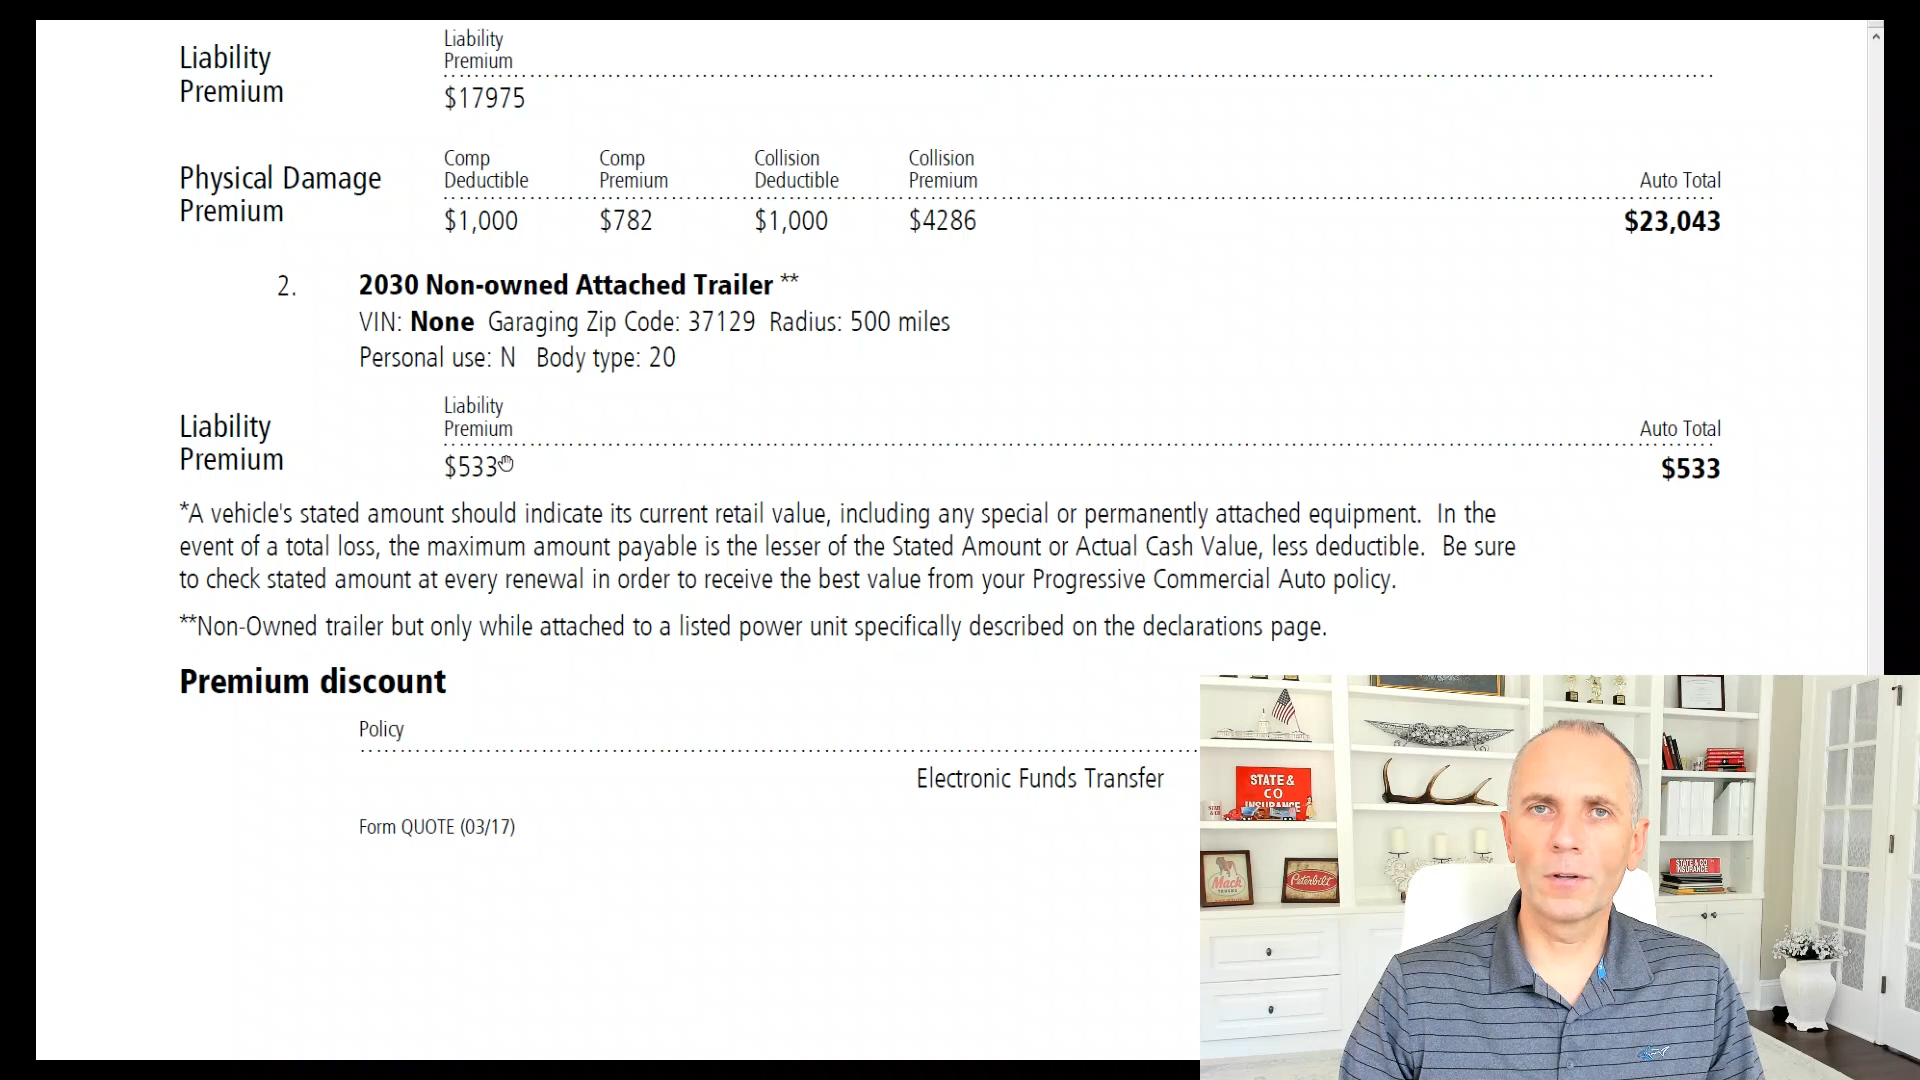 Liability Premium
Liability Premium
$17975
Physical Damage Premium
Comp Deductible Comp Premium Collision Deductible Collision Premium Auto Total
$1,000 $782 $1,000 $4286 $23,043
2. 2030 Non-owned Attached Trailer **
VIN: None Garaging Zip Code: 37129 Radius: 500 miles
Personal use: N Body type: 20
Liability Premium
Liability Premium Auto Total
$533 $533
*A vehicle's stated amount should indicate its current retail value, including any special or permanently attached equipment. In the
event of a total loss, the maximum amount payable is the lesser of the Stated Amount or Actual Cash Value, less deductible. Be sure
to check stated amount at every renewal in order to receive the best value from your Progressive Commercial Auto policy.
**Non-Owned trailer but only while attached to a listed power unit specifically described on the declarations page.
Premium discount
Policy
Electronic Funds Transfer
Form QUOTE (03/17)
STATE &
CO
INSURANCE
Mack
Peterbilt
STATE & CO
INSURANCE